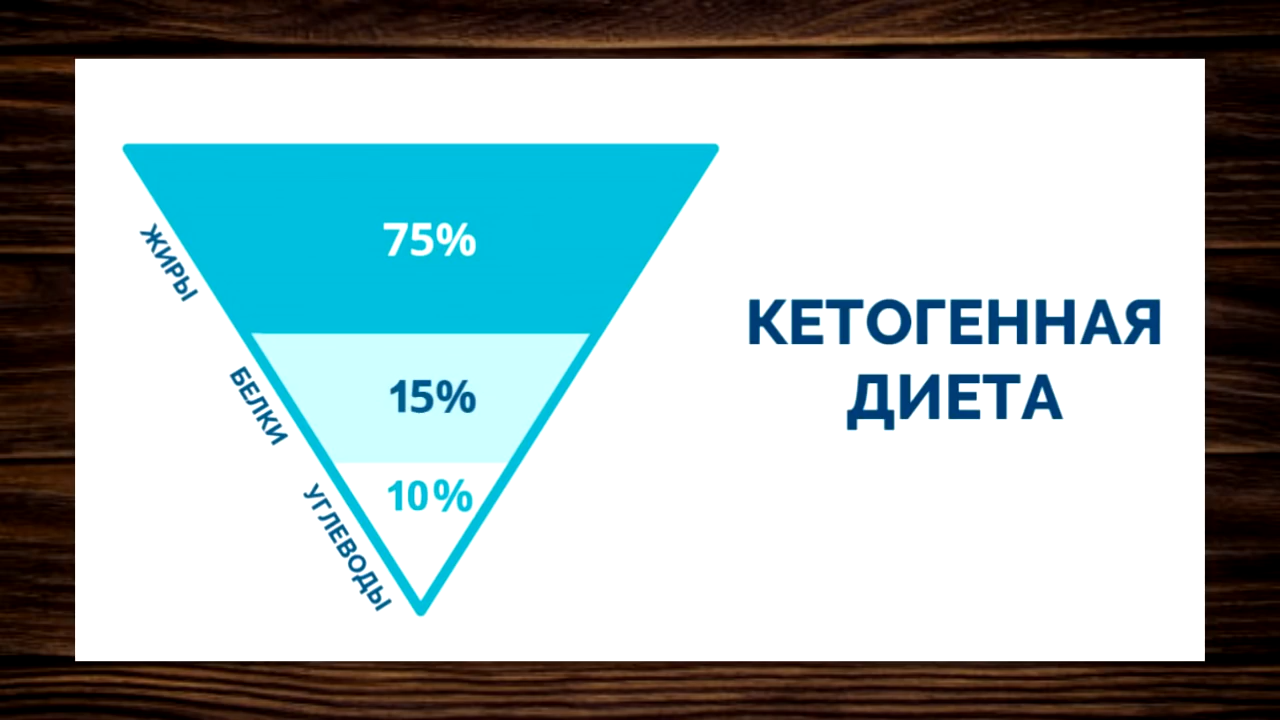 75%
ЖИРЫ
15%
БЕЛКИ
10%
УГЛЕВОДЫ
КЕТОГЕННАЯ
ДИЕТА